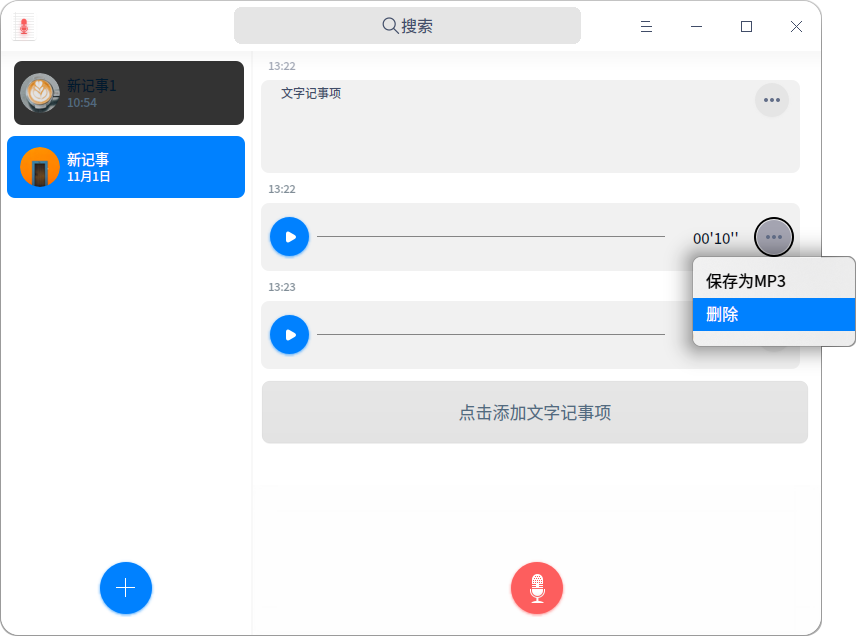 搜索
新记事1
10:54
新记事
11月1日
13:22
文字记事项
13:22
00'10''
保存为MP3
删除
13:23
点击添加文字记事项